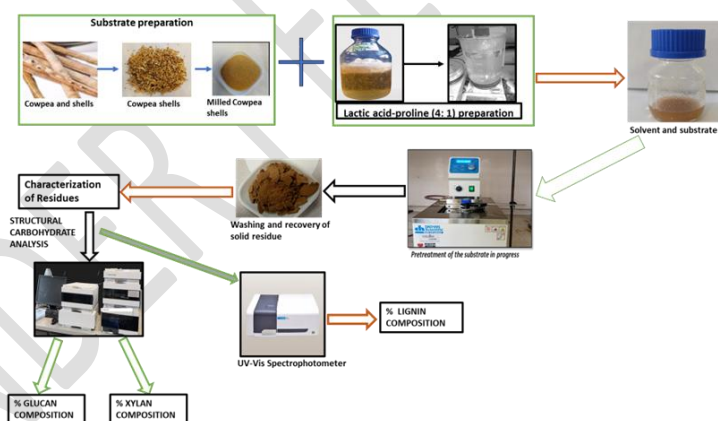 Substrate preparation
Cowpea and shells
Cowpea shells
Milled Cowpea
shells
Lactic acid-proline (4: 1) preparation
Solvent and substrate
Characterization
of Residues
Washing and recovery of
solid residue
Pretreatment of the substrate in progress
STRUCTURAL
CARBOHYDRATE
ANALYSIS
UV-Vis Spectrophotometer
% LIGNIN
COMPOSITION
% GLUCAN
COMPOSITION
% XYLAN
COMPOSITION